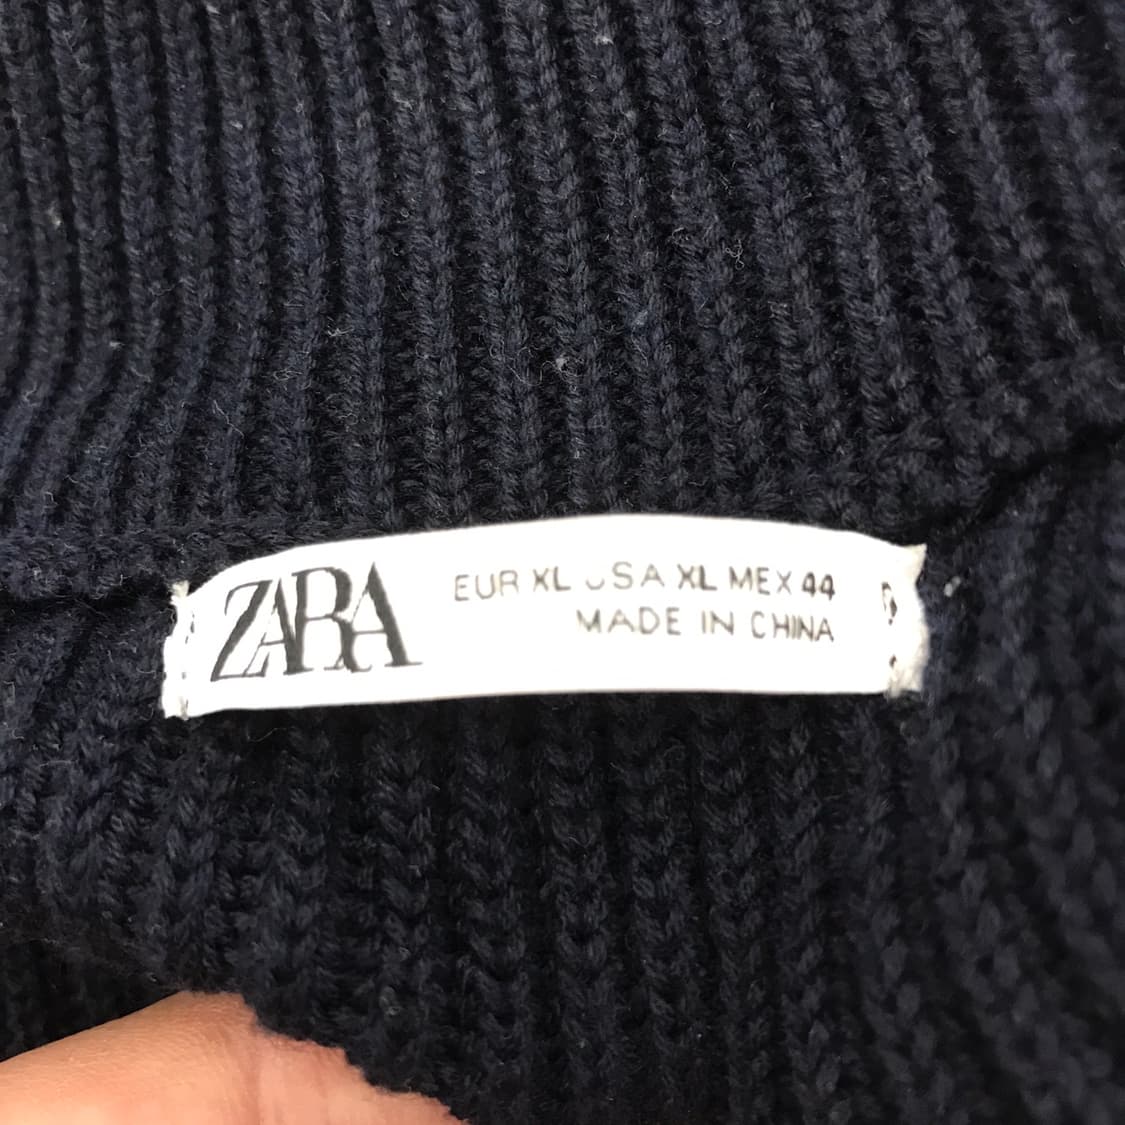 ZARA
EUR XL USA XL MEX 44
MADE IN CHINA